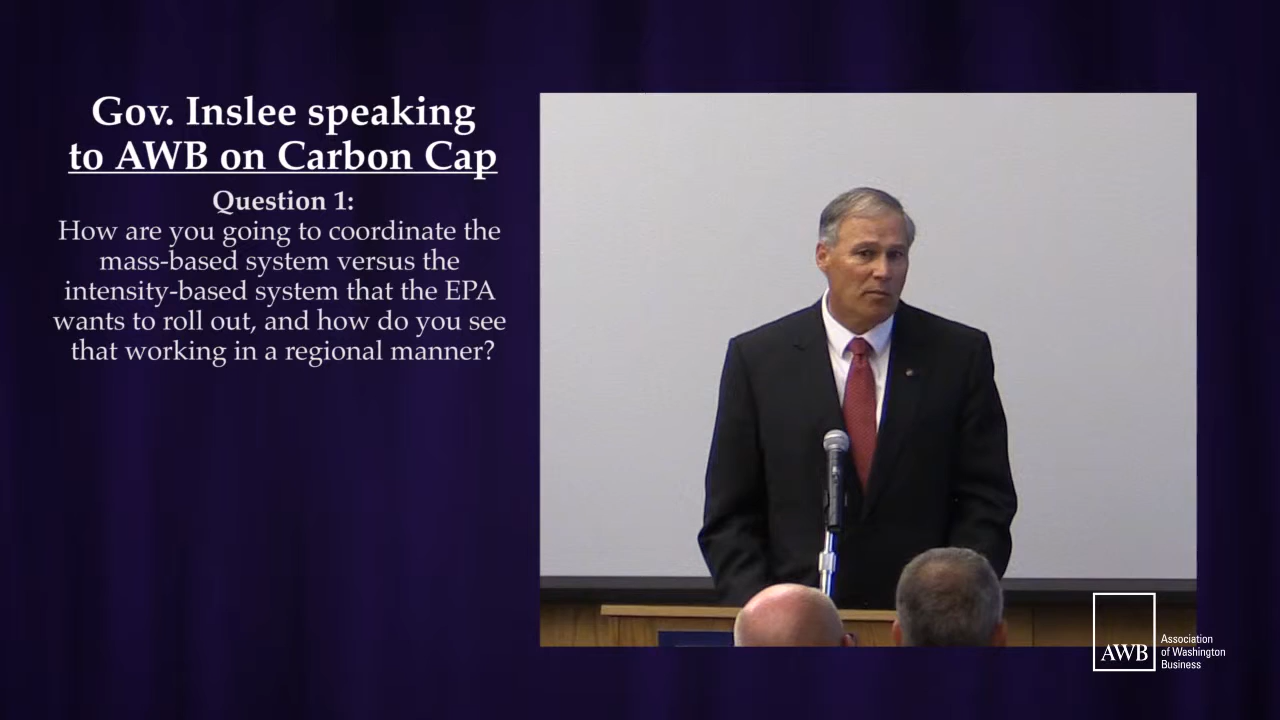 Gov. Inslee speaking
to AWB on Carbon Cap
Question 1:
How are you going to coordinate the
mass-based system versus the
intensity-based system that the EPA
wants to roll out, and how do you see
that working in a regional manner?
AWB
Association
of Washington
Business